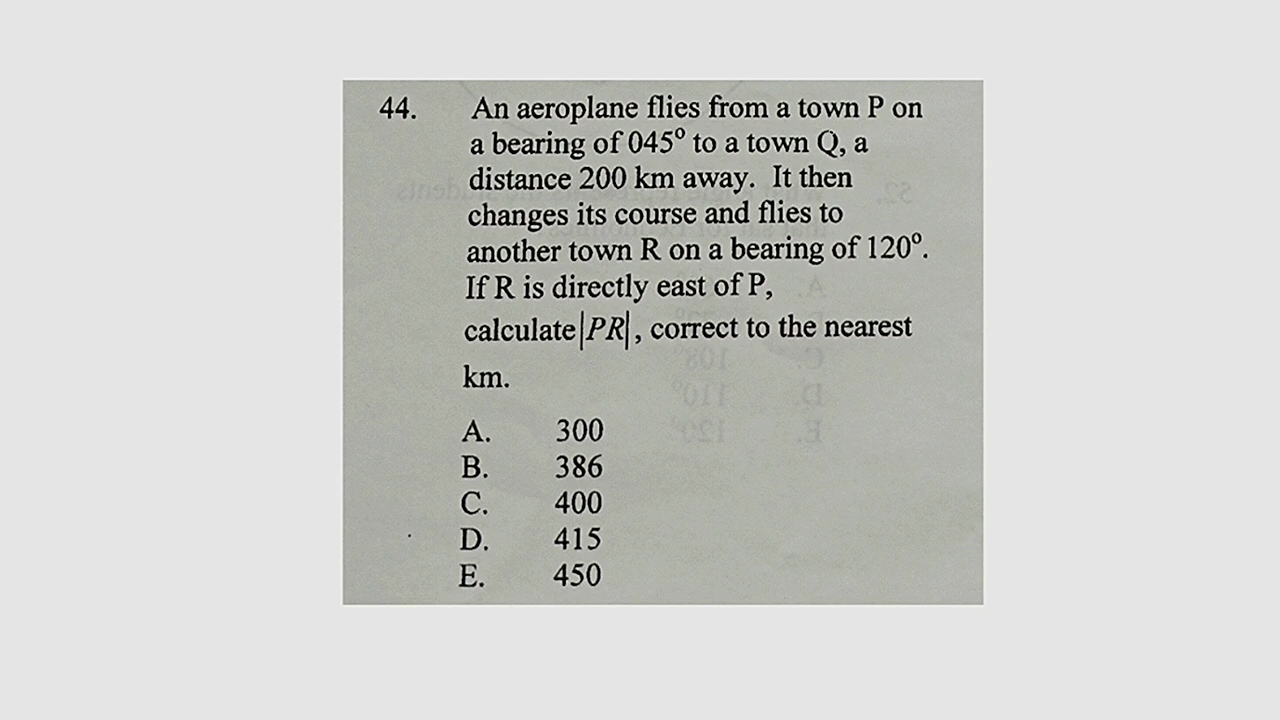 44. An aeroplane flies from a town P on
a bearing of 045⁰ to a town Q, a
distance 200 km away. It then
changes its course and flies to
another town R on a bearing of 120⁰.
If R is directly east of P,
calculate |PR|, correct to the nearest
km.
A. 300
B. 386
C. 400
D. 415
E. 450